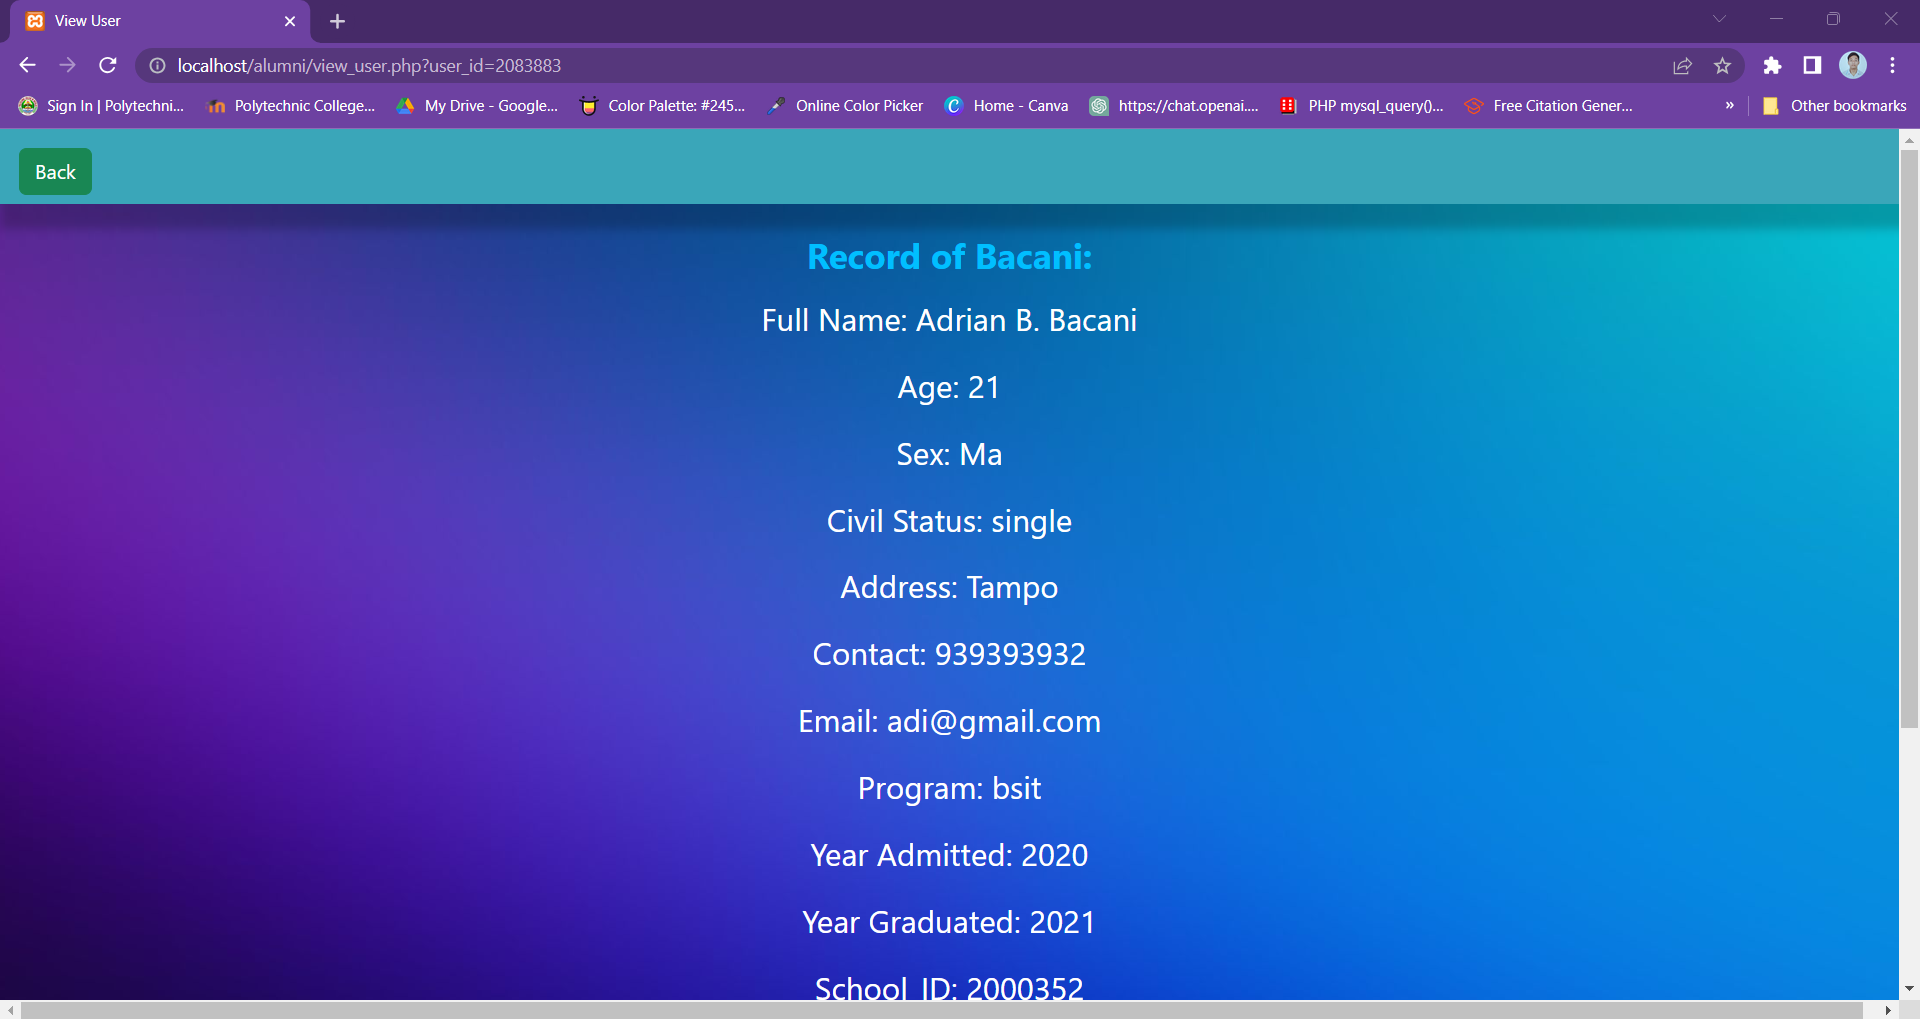 View User
localhost/alumni/view_user.php?user_id=2083883
Sign In | Polytechni...
Polytechnic College...
My Drive - Google...
Color Palette: #245...
Online Color Picker
Home - Canva
https://chat.openai....
PHP mysql_query()...
Free Citation Gener...
»
Other bookmarks
Back
Record of Bacani:
Full Name: Adrian B. Bacani
Age: 21
Sex: Ma
Civil Status: single
Address: Tampo
Contact: 939393932
Email: adi@gmail.com
Program: bsit
Year Admitted: 2020
Year Graduated: 2021
School_ID: 2000352